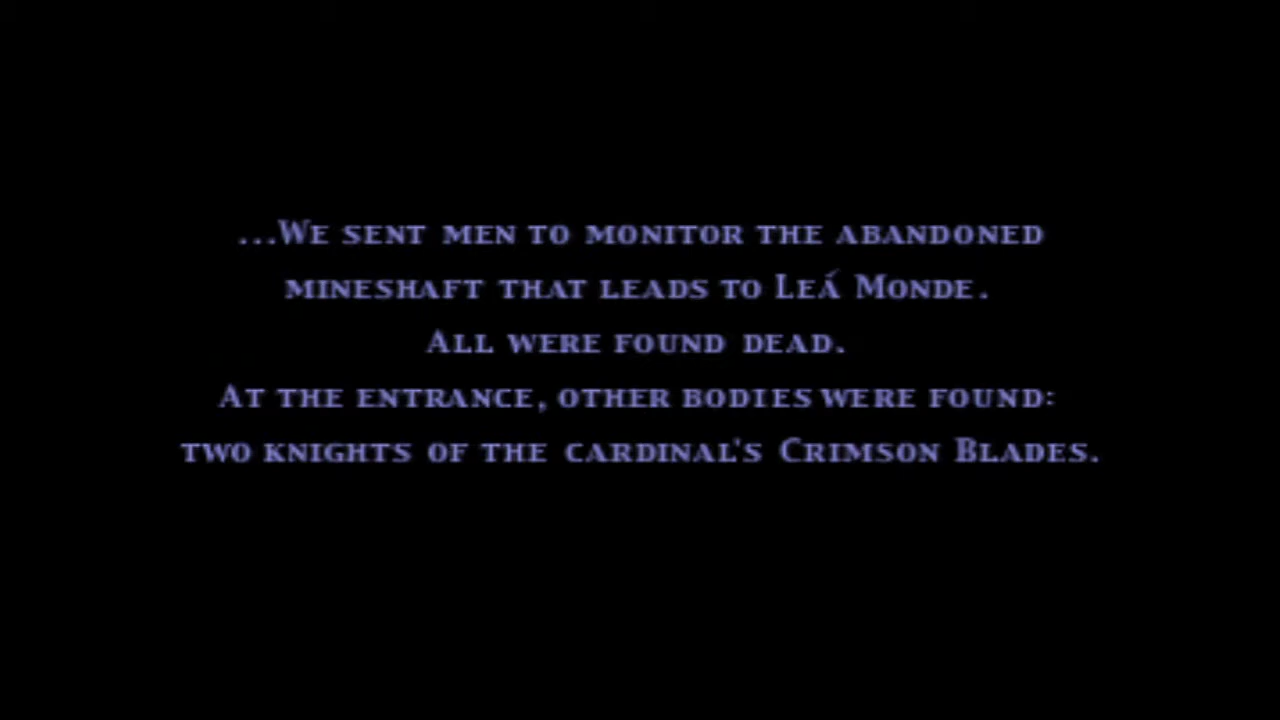 ...We sent men to monitor the abandoned
mineshaft that leads to Leá Monde.
All were found dead.
At the entrance, other bodies were found:
two knights of the cardinal's Crimson Blades.